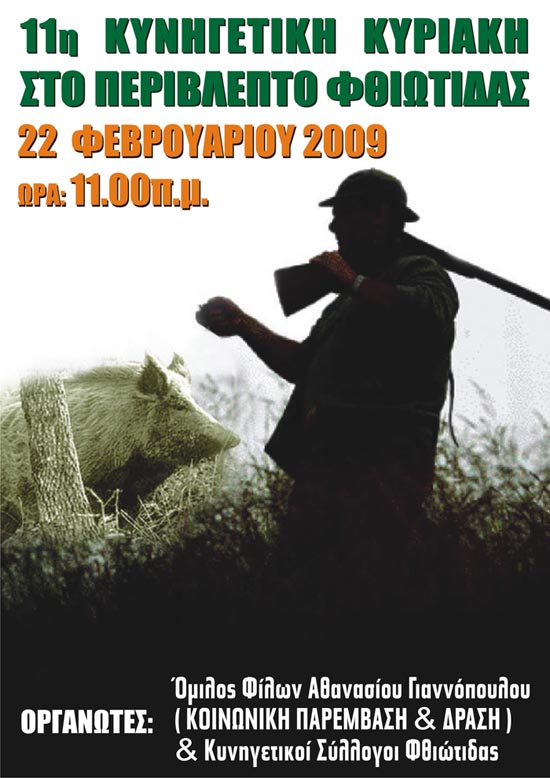 11η ΚΥΝΗΓΕΤΙΚΗ ΚΥΡΙΑΚΗ
ΣΤΟ ΠΕΡΙΒΛΕΠΤΟ ΦΘΙΩΤΙΔΑΣ
22 ΦΕΒΡΟΥΑΡΙΟΥ 2009
ΩΡΑ: 11.00π.μ.
Όμιλος Φίλων Αθανασίου Γιαννόπουλου
ΟΡΓΑΝΩΤΕΣ: ( ΚΟΙΝΩΝΙΚΗ ΠΑΡΕΜΒΑΣΗ & ΔΡΑΣΗ )
& Κυνηγετικοί Σύλλογοι Φθιώτιδας